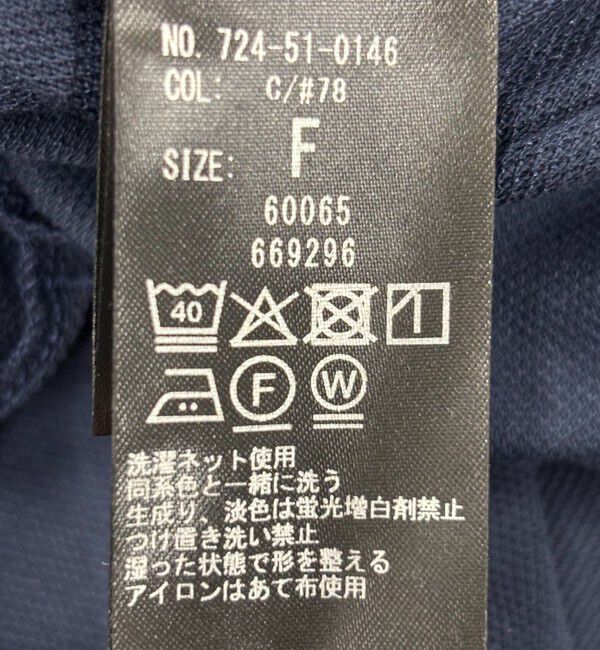 NO. 724-51-0146
COL: C/#78
SIZE: F
60065
669296
40
F W
洗濯ネット使用
同系色と一緒に洗う
生成り、淡色は蛍光増白剤禁止
つけ置き洗い禁止
湿った状態で形を整える
アイロンはあて布使用